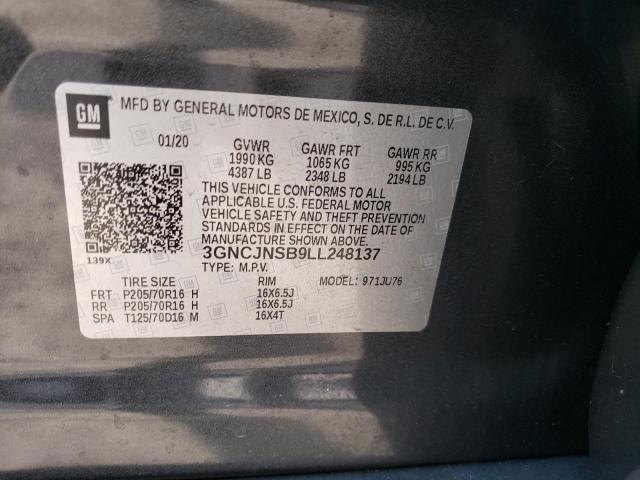 GM
MFD BY GENERAL MOTORS DE MEXICO, S. DE R.L. DE C.V.
01/20 GVWR GAWR FRT GAWR RR
1990 KG 1065 KG 995 KG
4387 LB 2348 LB 2194 LB
THIS VEHICLE CONFORMS TO ALL
APPLICABLE U.S. FEDERAL MOTOR
VEHICLE SAFETY AND THEFT PREVENTION
STANDARDS IN EFFECT ON THE DATE OF
MANUFACTURE SHOWN ABOVE.
139X 3GNCJNSB9LL248137
TYPE: M.P.V.
TIRE SIZE RIM MODEL: 971JU76
FRT P205/70R16 H 16X6.5J
RR P205/70R16 H 16X6.5J
SPA T125/70D16 M 16X4T